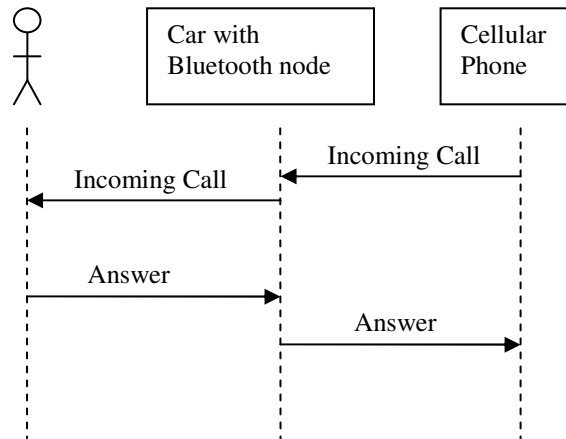 Car with
Bluetooth node
Cellular
Phone
Incoming Call
Incoming Call
Answer
Answer